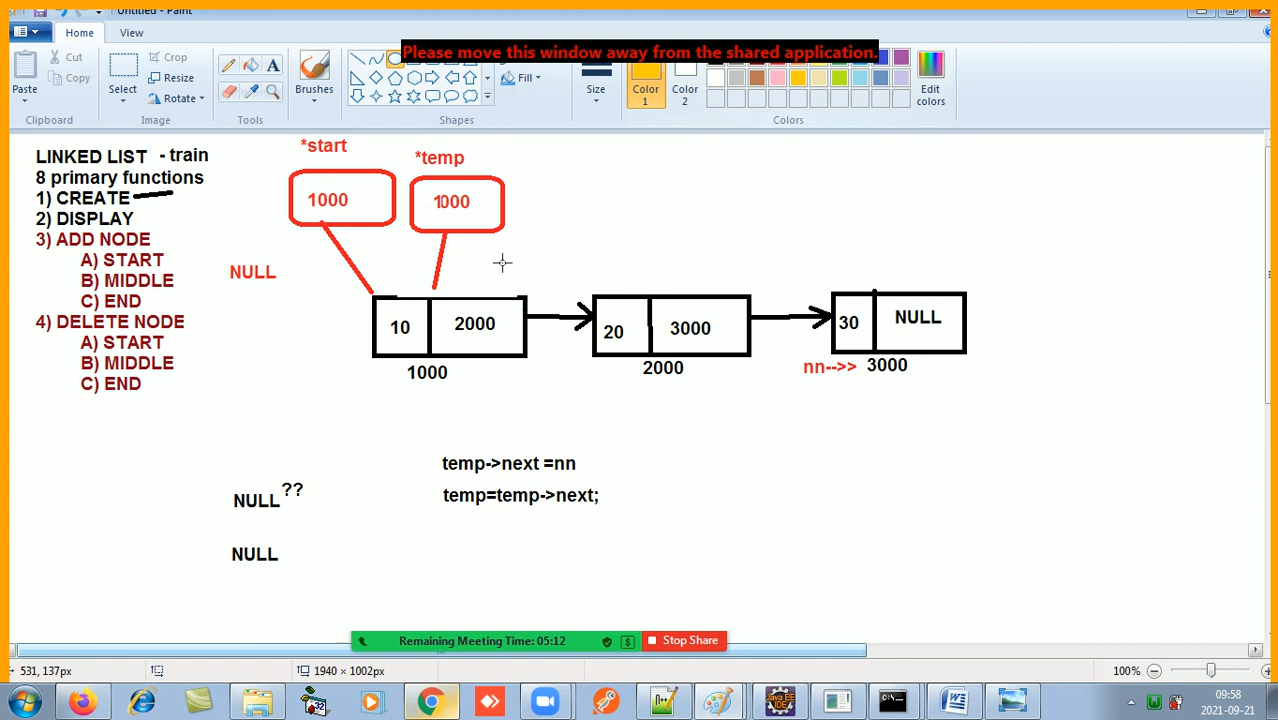 Untitled - Paint
Home
View
Please move this window away from the shared application.
Paste
Cut
Copy
Clipboard
Select
Crop
Resize
Rotate
Image
Tools
Brushes
Shapes
Fill
Size
Color 1
Color 2
Colors
Edit colors
LINKED LIST - train
8 primary functions
1) CREATE
2) DISPLAY
3) ADD NODE
A) START
B) MIDDLE
C) END
4) DELETE NODE
A) START
B) MIDDLE
C) END
*start
1000
*temp
1000
NULL
10
2000
1000
20
3000
2000
30
NULL
nn-->> 3000
temp->next =nn
temp=temp->next;
NULL ??
NULL
Remaining Meeting Time: 05:12
Stop Share
531, 137px
1940 × 1002px
100%
09:58
2021-09-21